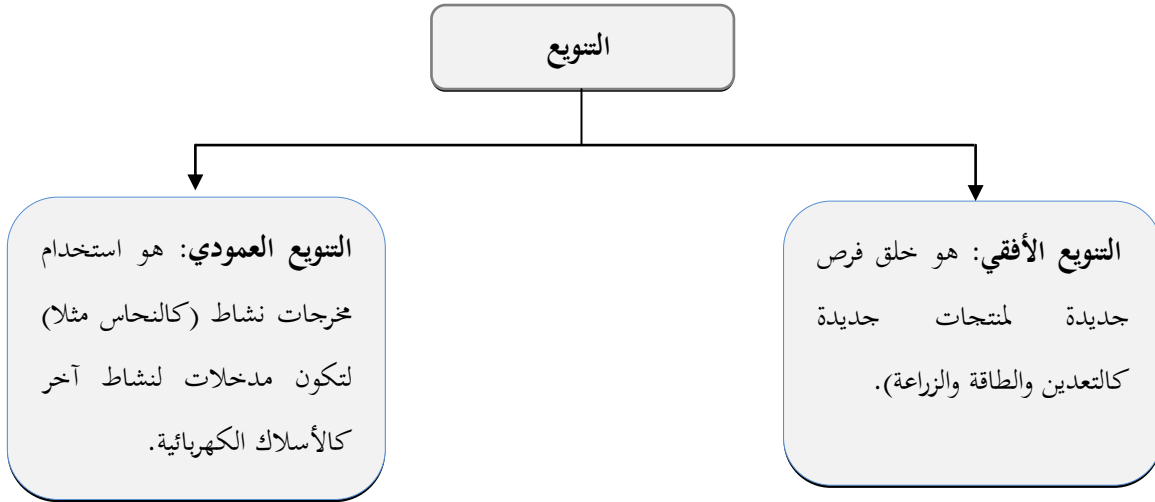 التنويع
التنويع الأفقي: هو خلق فرص
جديدة لمنتجات جديدة
كالتعدين والطاقة والزراعة).
التنويع العمودي: هو استخدام
مخرجات نشاط (كالنحاس مثلا)
لتكون مدخلات لنشاط آخر
كالأسلاك الكهربائية.